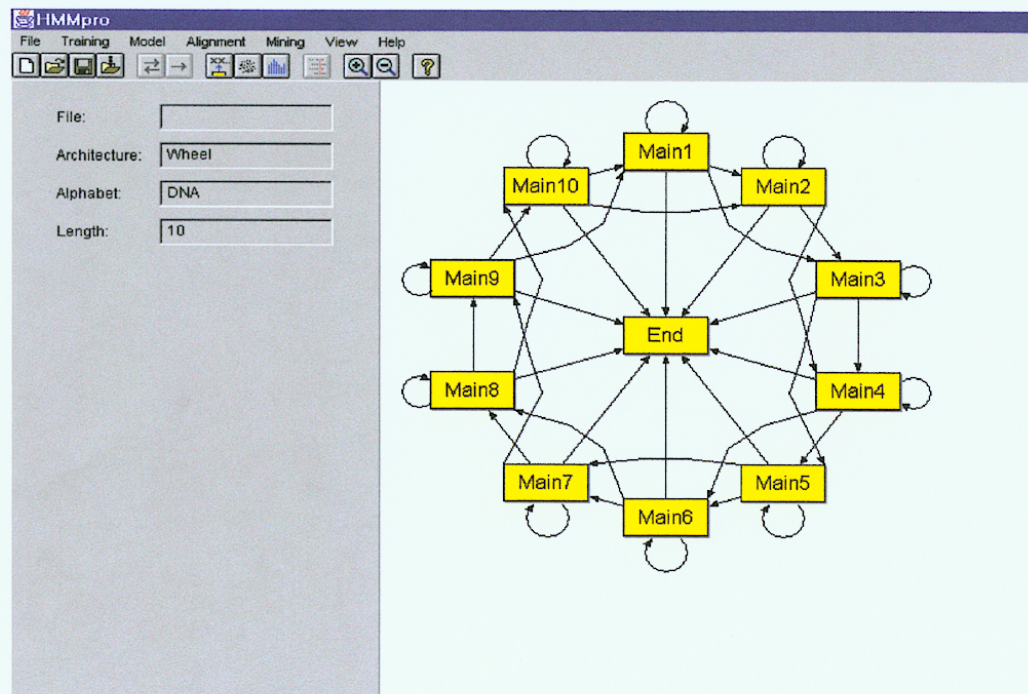 HMMpro
File Training Model Alignment Mining View Help
XX
?
File:
Architecture: Wheel
Alphabet: DNA
Length: 10
Main1
Main10
Main2
Main9
Main3
End
Main8
Main4
Main7
Main5
Main6